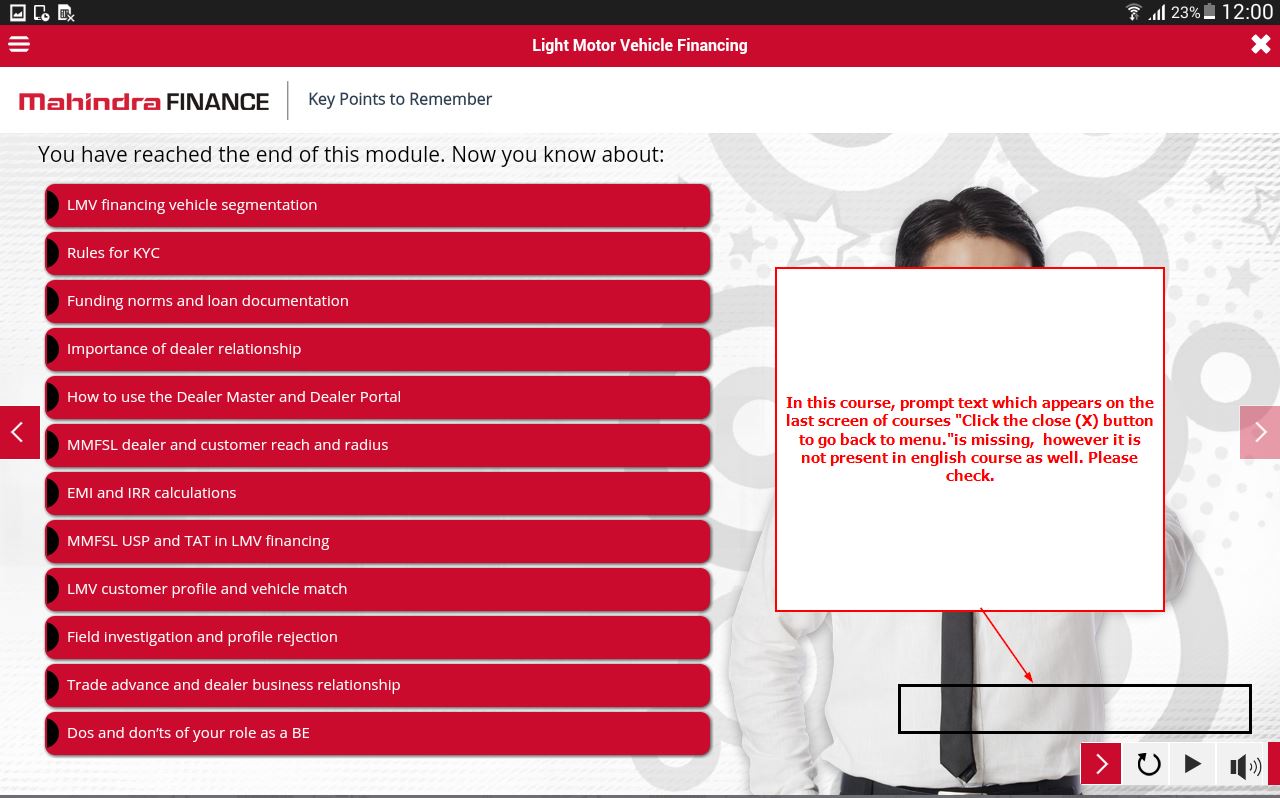 23% 12:00
Light Motor Vehicle Financing
Mahindra FINANCE
Key Points to Remember
You have reached the end of this module. Now you know about:
LMV financing vehicle segmentation
Rules for KYC
Funding norms and loan documentation
Importance of dealer relationship
How to use the Dealer Master and Dealer Portal
MMFSL dealer and customer reach and radius
EMI and IRR calculations
MMFSL USP and TAT in LMV financing
LMV customer profile and vehicle match
Field investigation and profile rejection
Trade advance and dealer business relationship
Dos and don’ts of your role as a BE
In this course, prompt text which appears on the
last screen of courses "Click the close (X) button
to go back to menu."is missing,  however it is
not present in english course as well. Please
check.